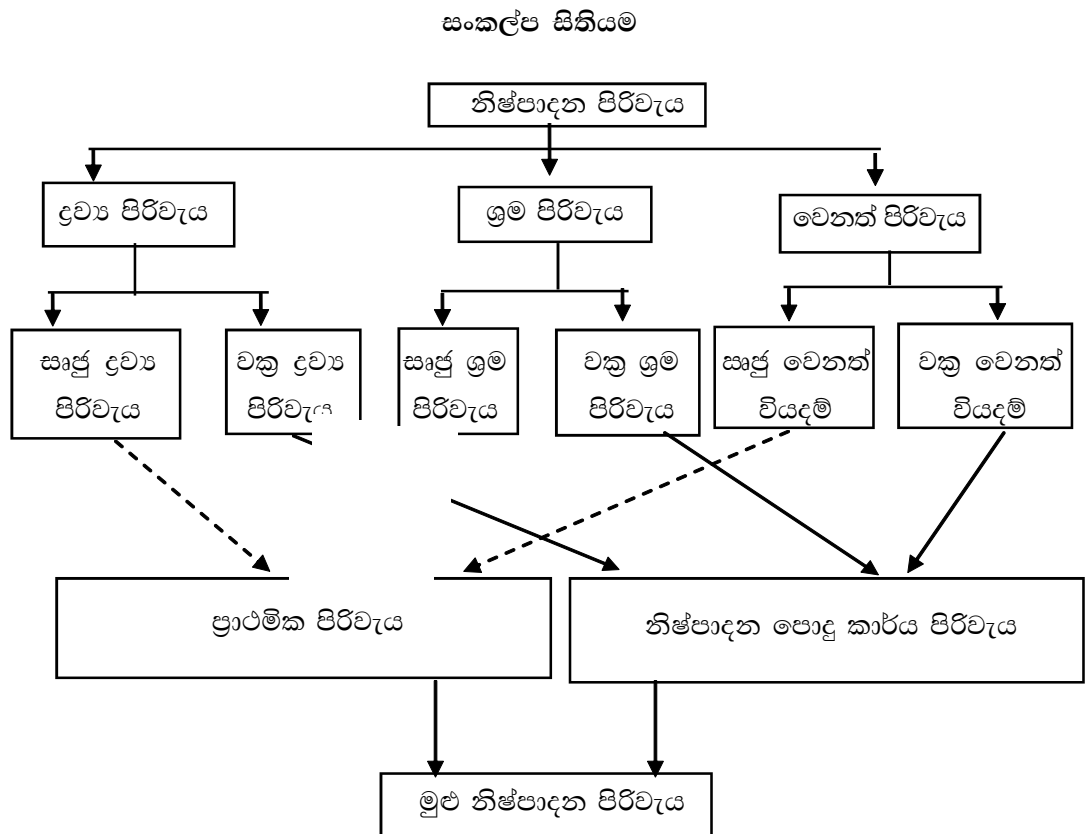 සංකල්ප සිතියම
නිෂ්පාදන පිරිවැය
ද්‍රව්‍ය පිරිවැය
ශ්‍රම පිරිවැය
වෙනත් පිරිවැය
සෘජු ද්‍රව්‍ය
පිරිවැය
වක්‍ර ද්‍රව්‍ය
පිරිවැය
සෘජු ශ්‍රම
පිරිවැය
වක්‍ර ශ්‍රම
පිරිවැය
ඍජු වෙනත්
වියදම්
වක්‍ර වෙනත්
වියදම්
ප්‍රාථමික පිරිවැය
නිෂ්පාදන පොදු කාර්ය පිරිවැය
මුළු නිෂ්පාදන පිරිවැය